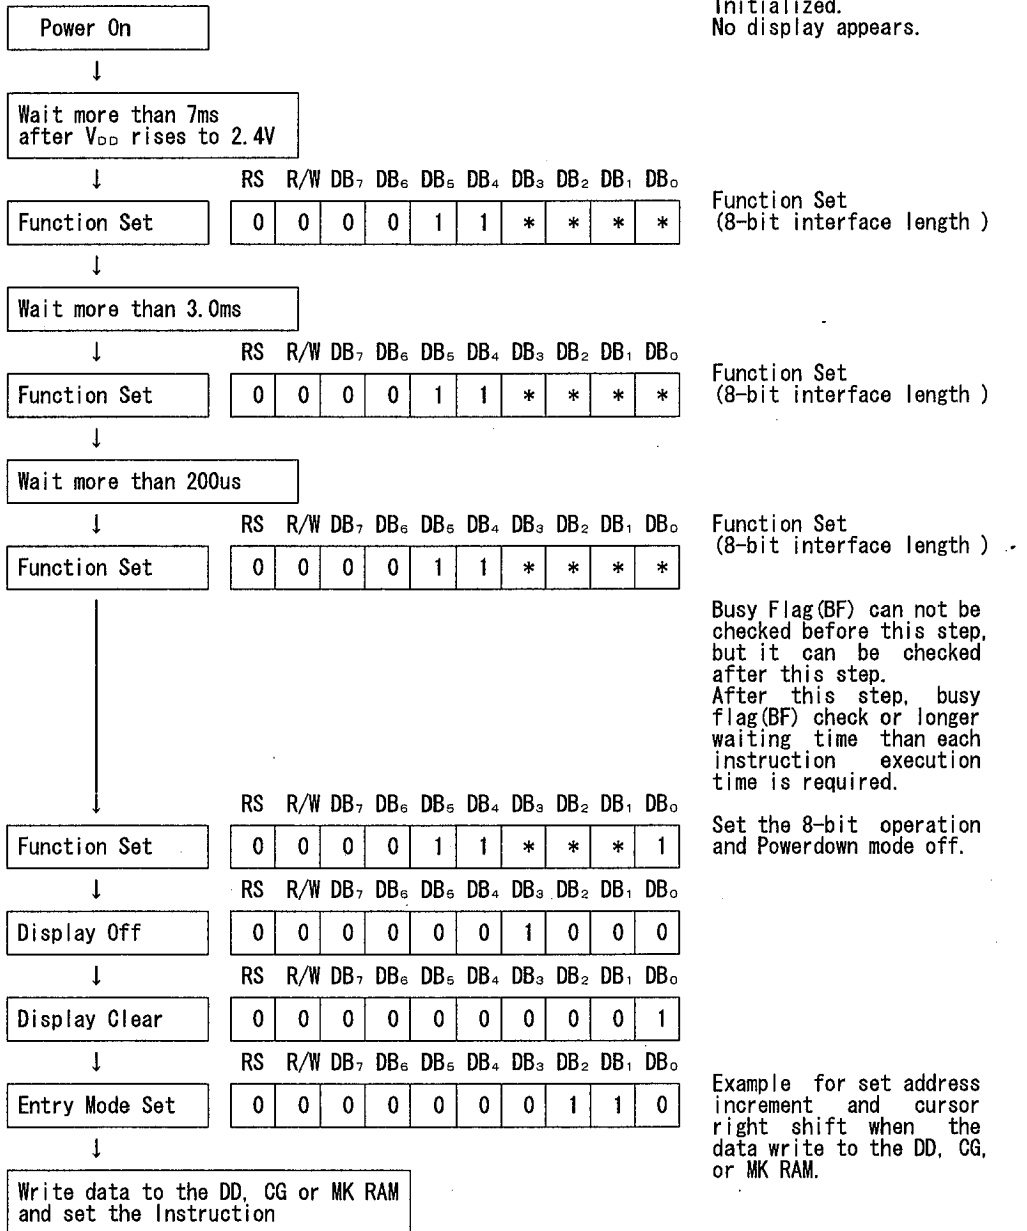 Initialized.
Power On
No display appears.
↓
Wait more than 7ms
after VDD rises to 2.4V
↓ RS R/W DB7 DB6 DB5 DB4 DB3 DB2 DB1 DB0
Function Set
Function Set 0 0 0 0 1 1 * * * *
(8-bit interface length )
↓
Wait more than 3.0ms
↓ RS R/W DB7 DB6 DB5 DB4 DB3 DB2 DB1 DB0
Function Set
Function Set 0 0 0 0 1 1 * * * *
(8-bit interface length )
↓
Wait more than 200us
↓ RS R/W DB7 DB6 DB5 DB4 DB3 DB2 DB1 DB0
Function Set
(8-bit interface length )
Function Set 0 0 0 0 1 1 * * * *
Busy Flag(BF) can not be
checked before this step,
but it can be checked
after this step.
After this step, busy
flag(BF) check or longer
waiting time than each
instruction execution
time is required.
↓ RS R/W DB7 DB6 DB5 DB4 DB3 DB2 DB1 DB0
Function Set 0 0 0 0 1 1 * * * 1
Set the 8-bit operation
and Powerdown mode off.
↓ RS R/W DB7 DB6 DB5 DB4 DB3 DB2 DB1 DB0
Display Off 0 0 0 0 0 0 1 0 0 0
↓ RS R/W DB7 DB6 DB5 DB4 DB3 DB2 DB1 DB0
Display Clear 0 0 0 0 0 0 0 0 0 1
↓ RS R/W DB7 DB6 DB5 DB4 DB3 DB2 DB1 DB0
Entry Mode Set 0 0 0 0 0 0 0 1 1 0
Example for set address
increment and cursor
right shift when the
data write to the DD, CG,
or MK RAM.
↓
Write data to the DD, CG or MK RAM
and set the Instruction